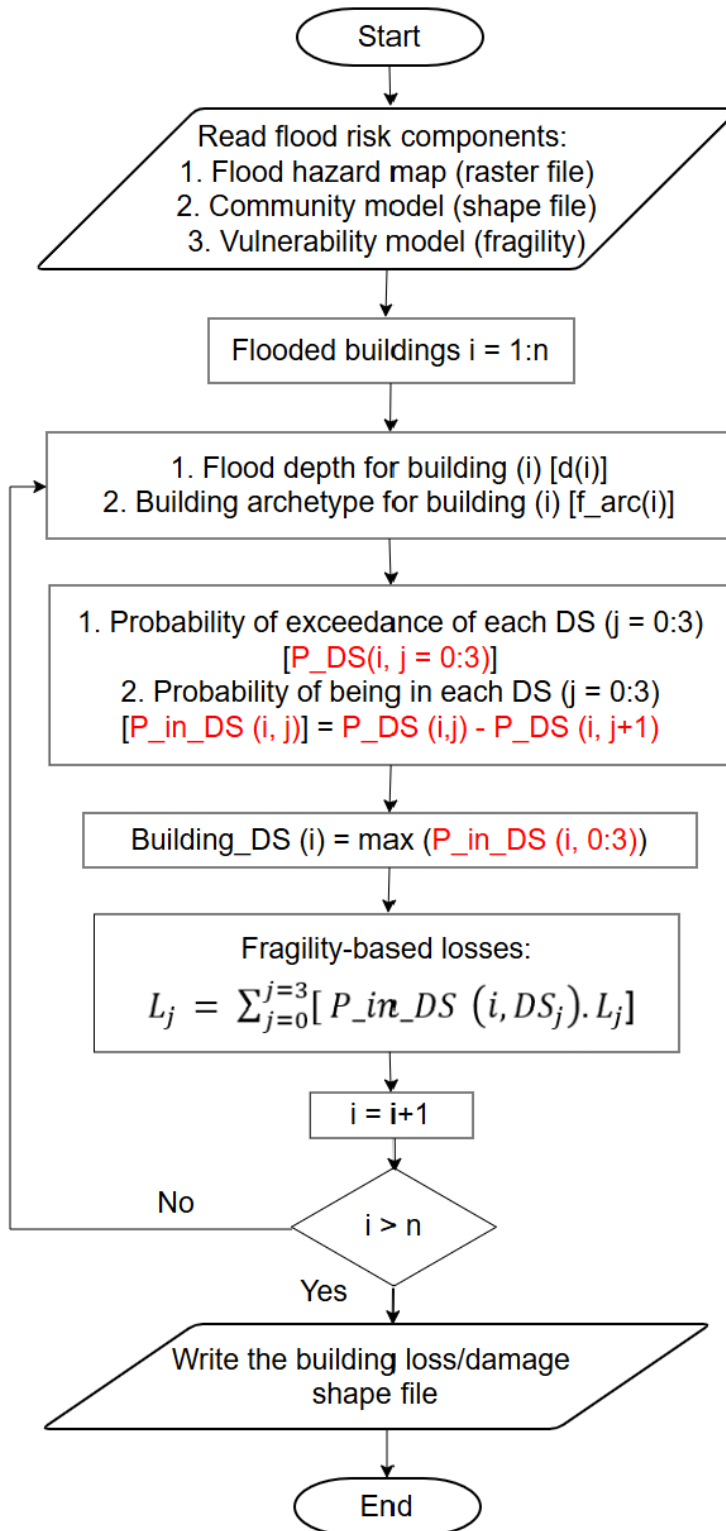 Start
Read flood risk components:
1. Flood hazard map (raster file)
2. Community model (shape file)
3. Vulnerability model (fragility)
Flooded buildings i = 1:n
1. Flood depth for building (i) [d(i)]
2. Building archetype for building (i) [f_arc(i)]
1. Probability of exceedance of each DS (j = 0:3)
[P_DS(i, j = 0:3)]
2. Probability of being in each DS (j = 0:3)
[P_in_DS (i, j)] = P_DS (i,j) - P_DS (i, j+1)
Building_DS (i) = max (P_in_DS (i, 0:3))
Fragility-based losses:
L_j = ∑_{j=0}^{j=3}[ P_in_DS (i, DS_j). L_j]
i = i+1
i > n
No
Yes
Write the building loss/damage
shape file
End